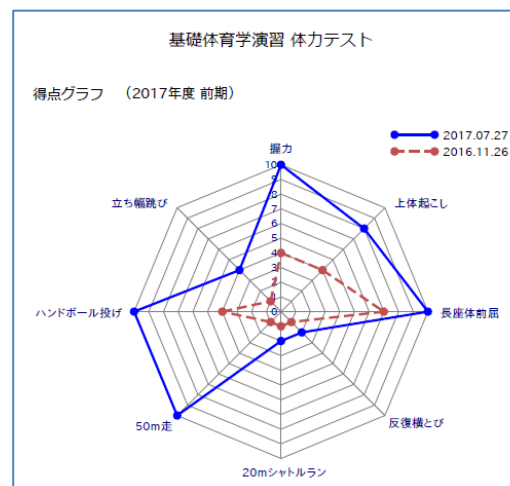 基礎体育学演習 体力テスト
得点グラフ （2017年度 前期）
2017.07.27
2016.11.26
握力
10
9
8
7
6
5
4
3
2
1
0
上体起こし
長座体前屈
反復横とび
20mシャトルラン
50m走
ハンドボール投げ
立ち幅跳び